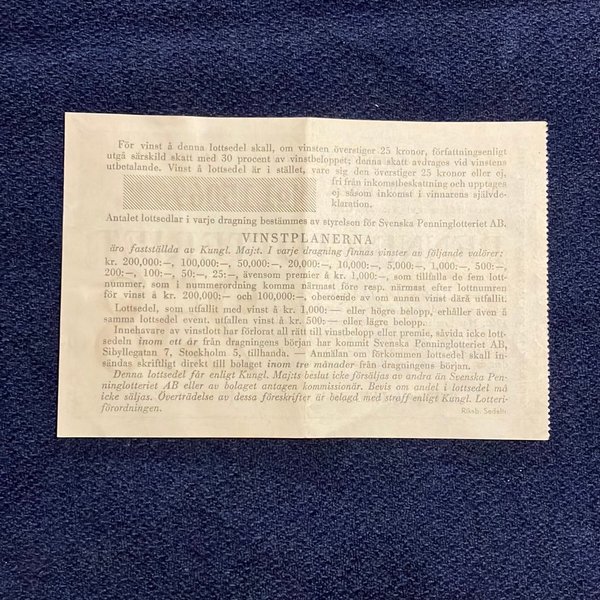 För vinst å denna lottsedel skall, om vinsten överstiger 25 kronor, författningsenligt
utgå särskild skatt med 30 procent av vinstbeloppet; denna skatt avdrages vid vinstens
utbetalande. Vinst å lottsedel är i stället, vare sig den överstiger 25 kronor eller ej,
fri från inkomstbeskattning och upptages
ej såsom inkomst i vinnarens självde-
klaration.
Antalet lottsedlar i varje dragning bestämmes av styrelsen för Svenska Penninglotteriet AB.
VINSTPLANERNA
äro fastställda av Kungl. Maj:t. I varje dragning finnas vinster av följande valörer:
kr. 200,000:—, 100,000:—, 50,000:—, 20,000:—, 10,000:—, 5,000:—, 1,000:—, 500:—,
200:—, 100:—, 50:—, 25:—, ävensom premier å kr. 1,000:—, som tillfalla de fem lott-
nummer, som i nummerordning komma närmast före resp. närmast efter lottnumren
för vinst å kr. 200,000:— och 100,000:—, oberoende av om annan vinst därå utfallit.
Lottsedel, som utfallit med vinst å kr. 1,000:— eller högre belopp, erhåller även å
samma lottsedel event. utfallen vinst å kr. 500:— eller lägre belopp.
Innehavare av vinstlott har förlorat all rätt till vinstbelopp eller premie, såvida icke lott-
sedeln inom ett år från dragningens början har kommit Svenska Penninglotteriet AB,
Sibyllegatan 7, Stockholm 5, tillhanda. — Anmälan om förkommen lottsedel skall in-
sändas skriftligt direkt till bolaget inom tre månader från dragningens början.
Denna lottsedel får enligt Kungl. Maj:ts beslut icke försäljas av andra än Svenska Pen-
ninglotteriet AB eller av bolaget antagen kommissionär. Bevis om andel i lottsedel må
icke säljas. Överträdelse av dessa föreskrifter är belagd med straff enligt Kungl. Lotteri-
förordningen.
Riksb. Sedeltr.